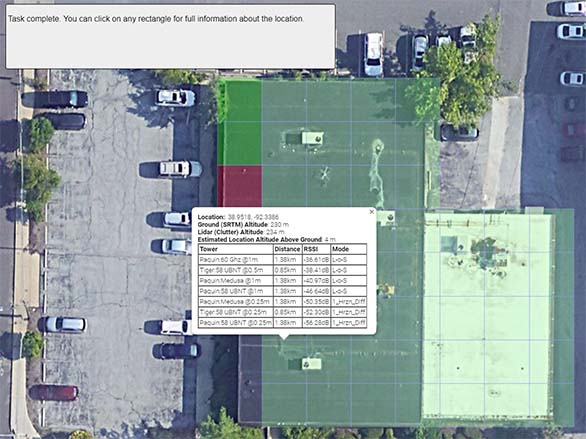 Task complete. You can click on any rectangle for full information about the location.
Location: 38.9518, -92.3386
Ground (SRTM) Altitude: 230 m
Lidar (Clutter) Altitude: 234 m
Estimated Location Altitude Above Ground: 4 m
Tower Distance RSSI Mode
Paquin:60 Ghz @1m 1.38km -36.61dB L-o-S
Tiger:58 UBNT @0.5m 0.85km -38.41dB L-o-S
Paquin:Medusa @1m 1.38km -40.97dB L-o-S
Paquin:58 UBNT @1m 1.38km -46.64dB L-o-S
Paquin:Medusa @0.25m 1.38km -50.35dB 1_Hrzn_Diff
Tiger:58 UBNT @0.25m 0.85km -52.30dB 1_Hrzn_Diff
Paquin:58 UBNT @0.25m 1.38km -56.28dB 1_Hrzn_Diff